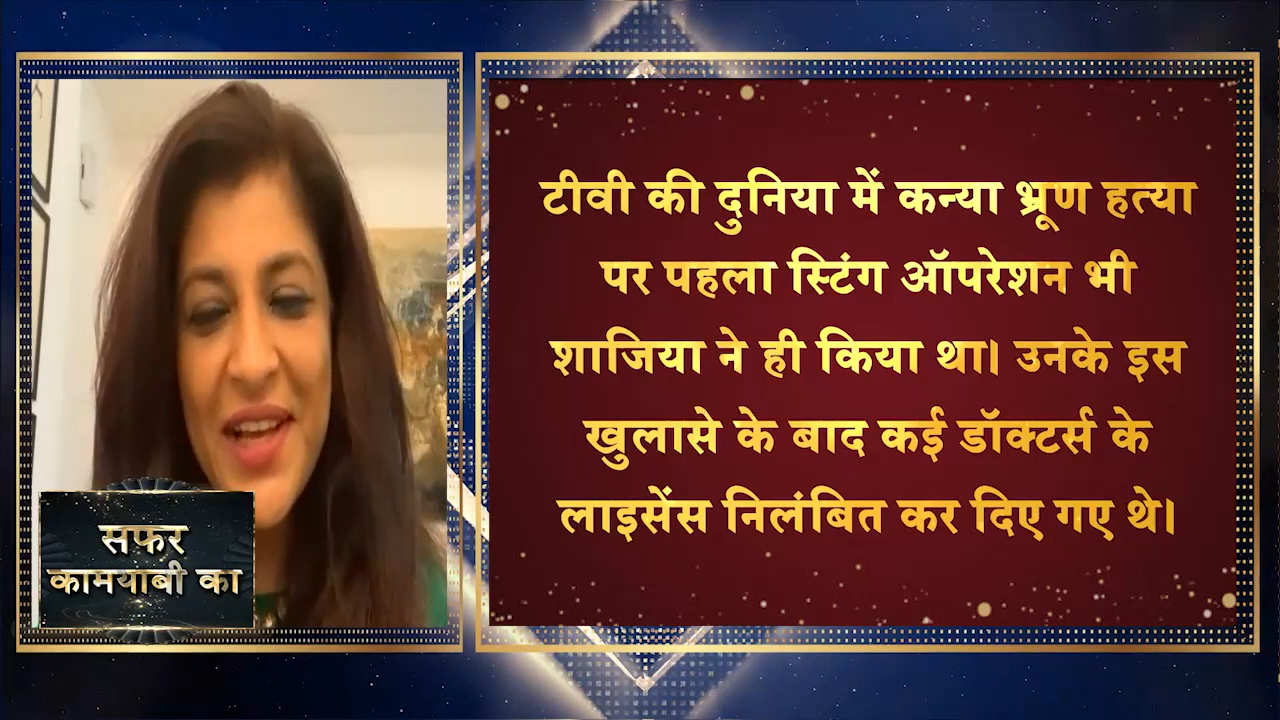 टीवी की दुनिया में कन्या भ्रूण हत्या
पर पहला स्टिंग ऑपरेशन भी
शाजिया ने ही किया था। उनके इस
खुलासे के बाद कई डॉक्टर्स के
लाइसेंस निलंबित कर दिए गए थे।
सफर
कामयाबी का